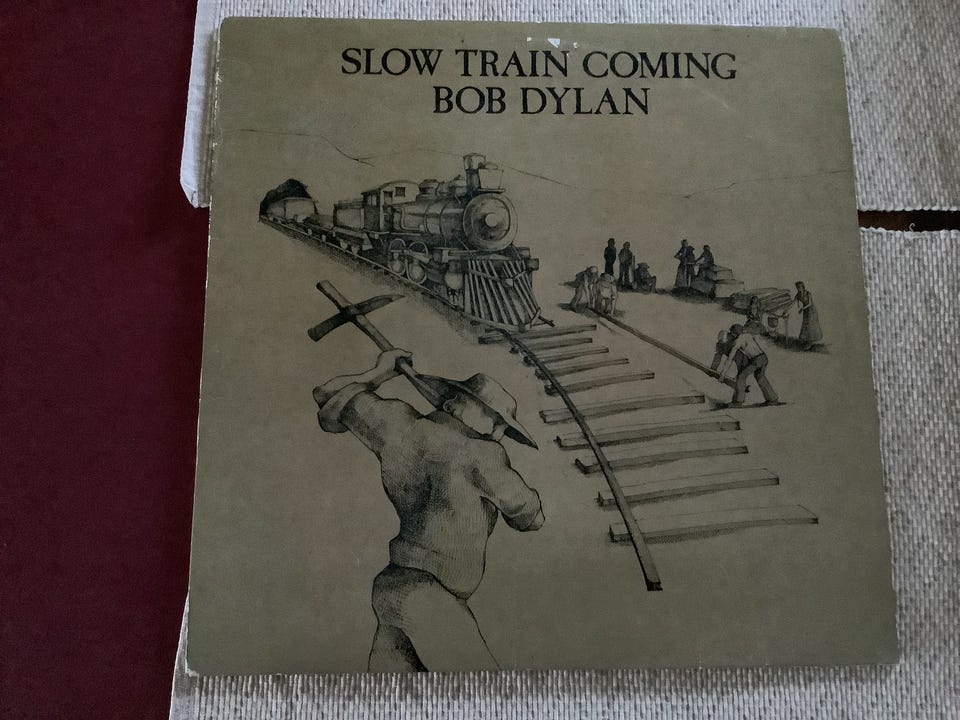 SLOW TRAIN COMING
BOB DYLAN